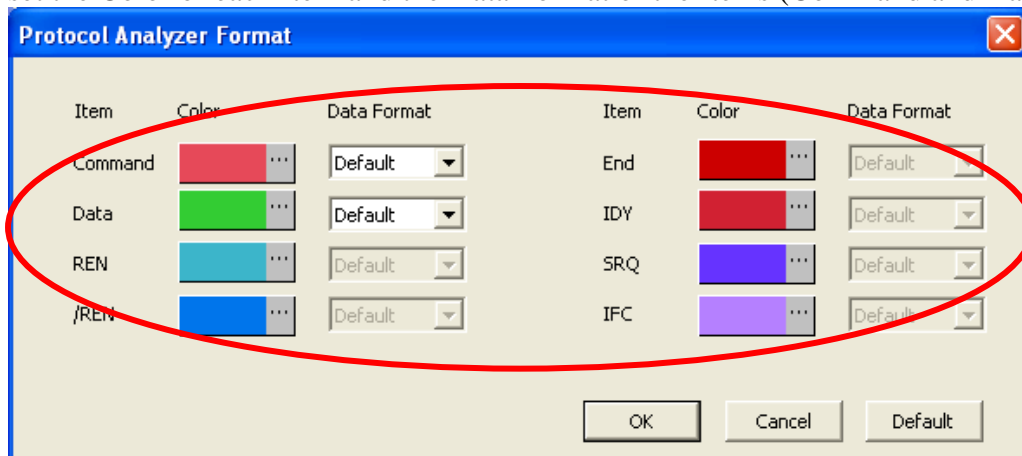 Protocol Analyzer Format
Item Color Data Format Item Color Data Format
Command Default End Default
Data Default IDY Default
REN Default SRQ Default
/REN Default IFC Default
OK Cancel Default